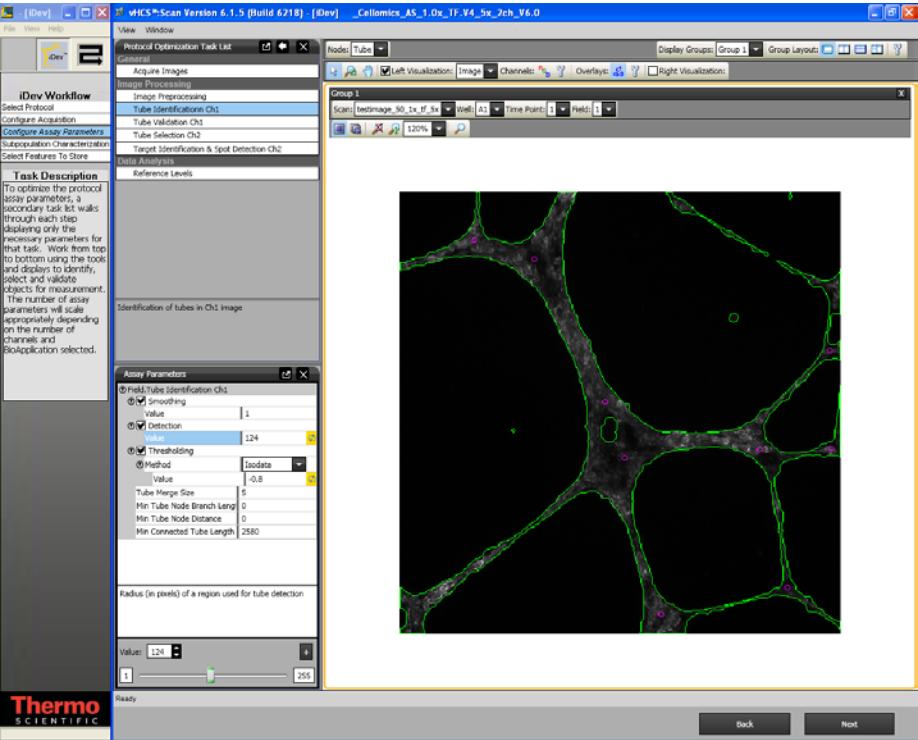 - [iDev]
vHCS™:Scan Version 6.1.5 (Build 6218) - [iDev] _Cellomics_AS_1.0x_TF.V4_5x_2ch_V6.0
File View Help
View Window
iDev™
iDev Workflow
Select Protocol
Configure Acquisition
Configure Assay Parameters
Subpopulation Characterization
Select Features To Store
Task Description
To optimize the protocol
assay parameters, a
secondary task list walks
through each step
displaying only the
necessary parameters for
that task. Work from top
to bottom using the tools
and displays to identify,
select and validate
objects for measurement.
The number of assay
parameters will scale
appropriately depending
on the number of
channels and
BioApplication selected.
Thermo
SCIENTIFIC
Protocol Optimization Task List
General
Acquire Images
Image Processing
Image Preprocessing
Tube Identificationn Ch1
Tube Validation Ch1
Tube Selection Ch2
Target Identification & Spot Detection Ch2
Data Analysis
Reference Levels
Identification of tubes in Ch1 image
Assay Parameters
Field.Tube Identification Ch1
Smoothing
Value 1
Detection
Value 124
Thresholding
Method Isodata
Value -0.8
Tube Merge Size 5
Min Tube Node Branch Lengt 0
Min Tube Node Distance 0
Min Connected Tube Length 2580
Radius (in pixels) of a region used for tube detection
Value: 124
1 255
Node: Tube Display Groups: Group 1 Group Layouts:
Left Visualization: Image Channels: Overlays: Right Visualization:
Group 1 X
Scan: testimage_50_1x_tf_5x Well: A1 Time Point: 1 Field: 1
120%
Ready
Back Next